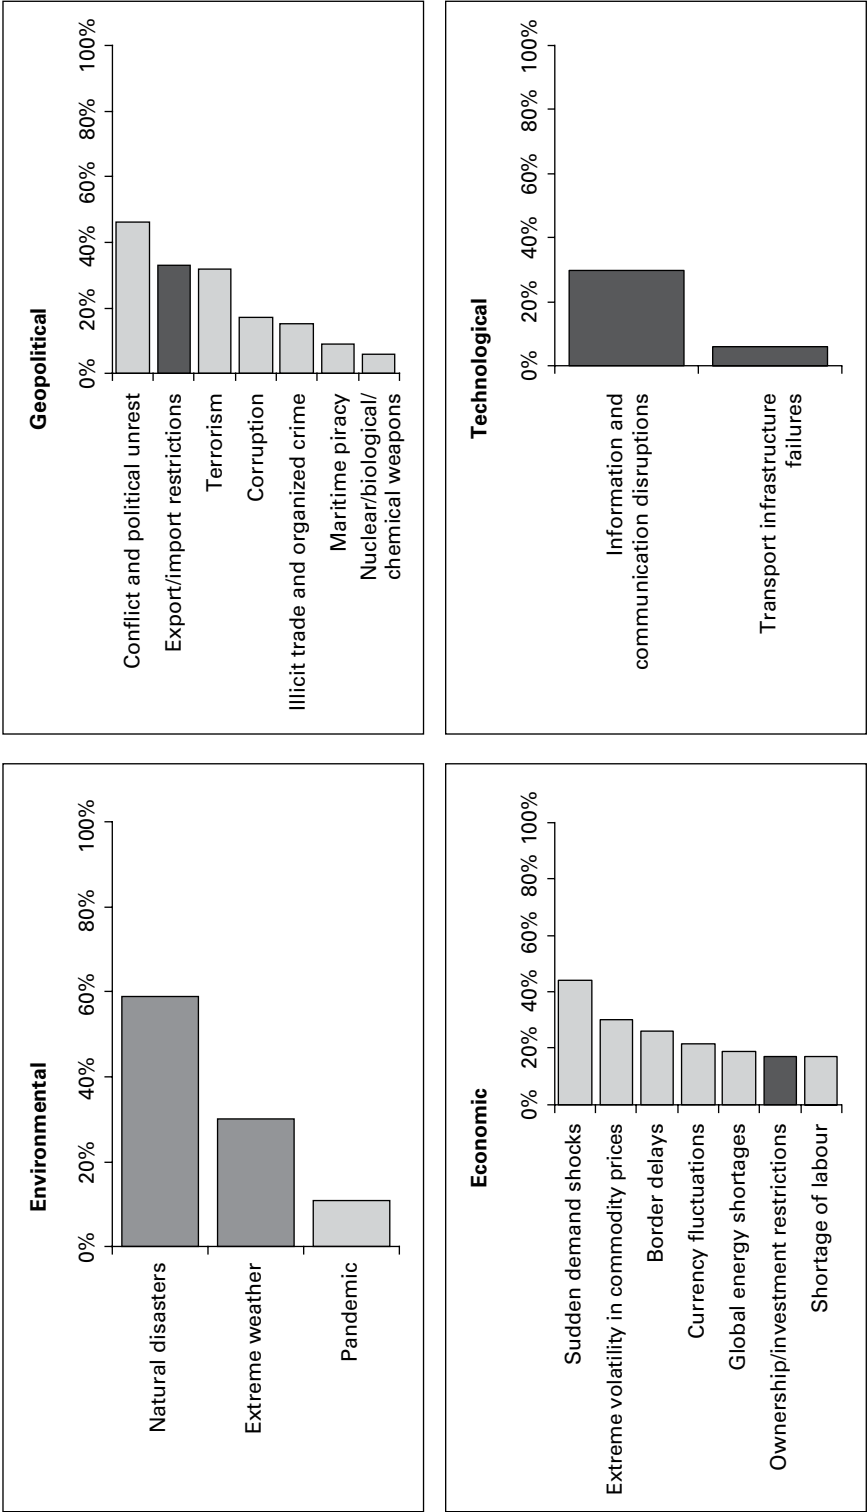 Environmental
0%
20%
40%
60%
80%
100%
Natural disasters
Extreme weather
Pandemic
Geopolitical
0%
20%
40%
60%
80%
100%
Conflict and political unrest
Export/import restrictions
Terrorism
Corruption
Illicit trade and organized crime
Maritime piracy
Nuclear/biological/
chemical weapons
Economic
0%
20%
40%
60%
80%
100%
Sudden demand shocks
Extreme volatility in commodity prices
Border delays
Currency fluctuations
Global energy shortages
Ownership/investment restrictions
Shortage of labour
Technological
0%
20%
40%
60%
80%
100%
Information and
communication disruptions
Transport infrastructure
failures